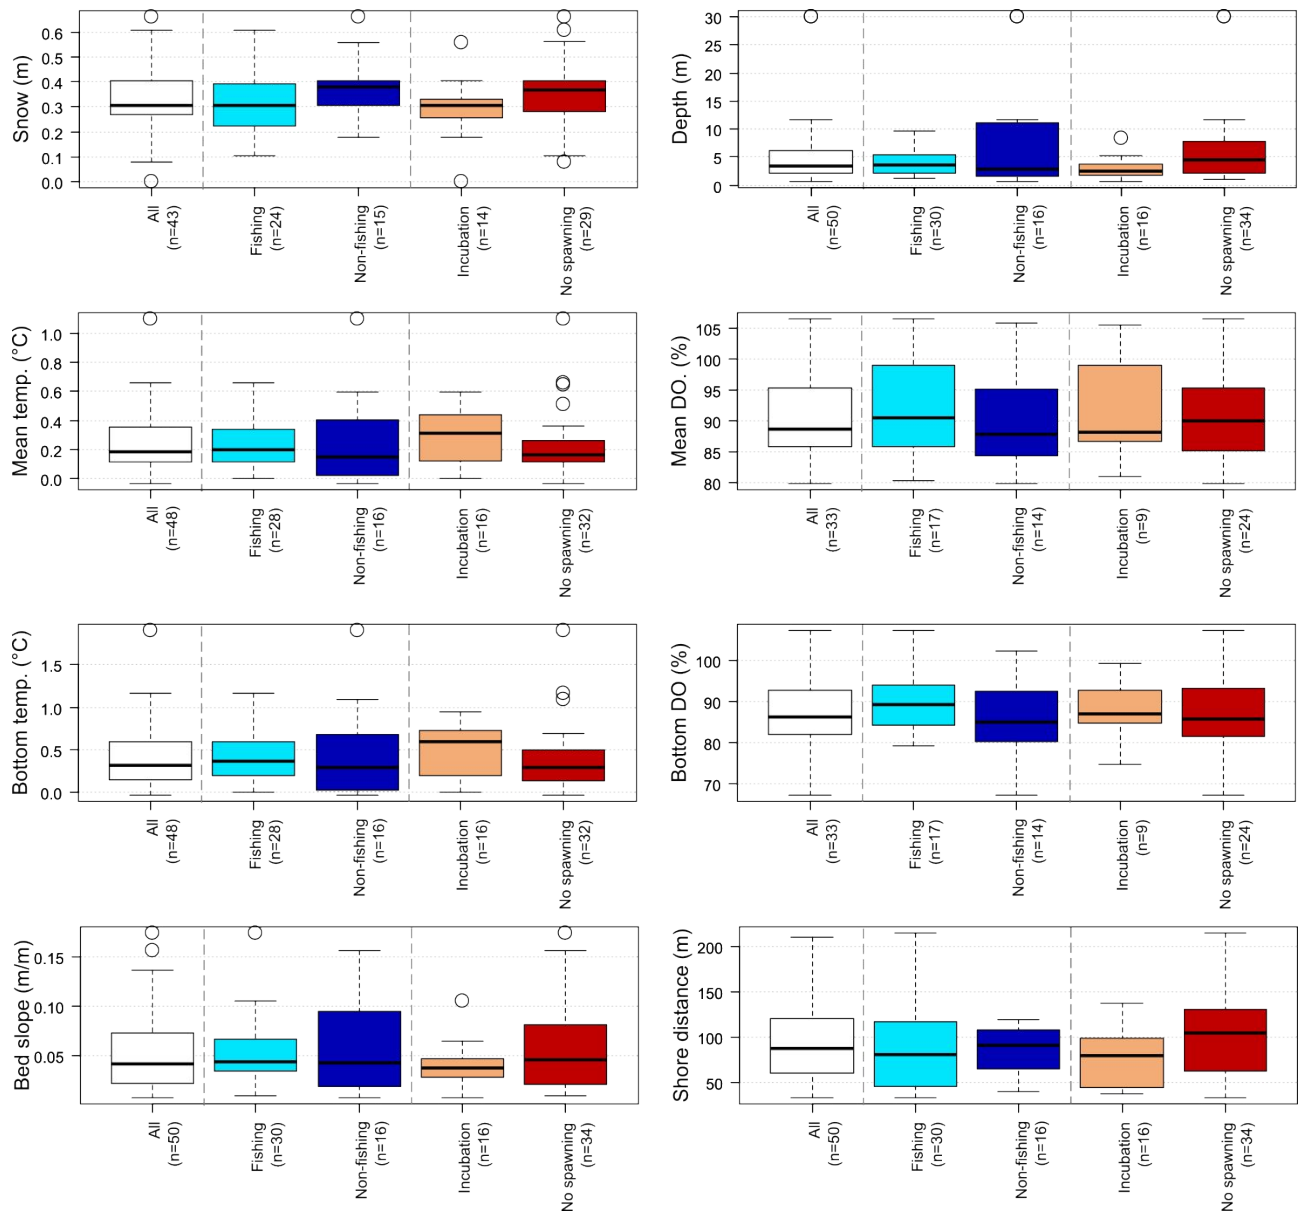 Snow (m)
0.6
0.5
0.4
0.3
0.2
0.1
0.0
All
(n=43)
Fishing
(n=24)
Non-fishing
(n=15)
Incubation
(n=14)
No spawning
(n=29)
Depth (m)
30
25
20
15
10
5
0
All
(n=50)
Fishing
(n=30)
Non-fishing
(n=16)
Incubation
(n=16)
No spawning
(n=34)
Mean temp. (°C)
1.0
0.8
0.6
0.4
0.2
0.0
All
(n=48)
Fishing
(n=28)
Non-fishing
(n=16)
Incubation
(n=16)
No spawning
(n=32)
Mean DO. (%)
105
100
95
90
85
80
All
(n=33)
Fishing
(n=17)
Non-fishing
(n=14)
Incubation
(n=9)
No spawning
(n=24)
Bottom temp. (°C)
1.5
1.0
0.5
0.0
All
(n=48)
Fishing
(n=28)
Non-fishing
(n=16)
Incubation
(n=16)
No spawning
(n=32)
Bottom DO (%)
100
90
80
70
All
(n=33)
Fishing
(n=17)
Non-fishing
(n=14)
Incubation
(n=9)
No spawning
(n=24)
Bed slope (m/m)
0.15
0.10
0.05
All
(n=50)
Fishing
(n=30)
Non-fishing
(n=16)
Incubation
(n=16)
No spawning
(n=34)
Shore distance (m)
200
150
100
50
All
(n=50)
Fishing
(n=30)
Non-fishing
(n=16)
Incubation
(n=16)
No spawning
(n=34)